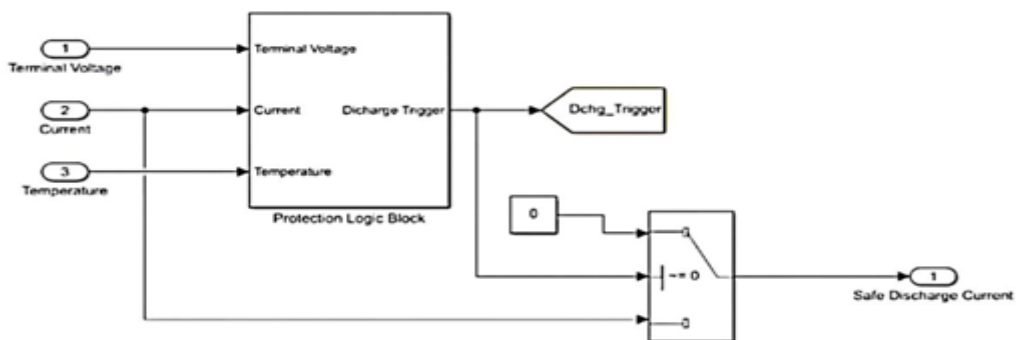 1
Terminal Voltage
2
Current
3
Temperature
Terminal Voltage
Current
Dicharge Trigger
Temperature
Protection Logic Block
Dchg_Trigger
0
~= 0
1
Safe Discharge Current